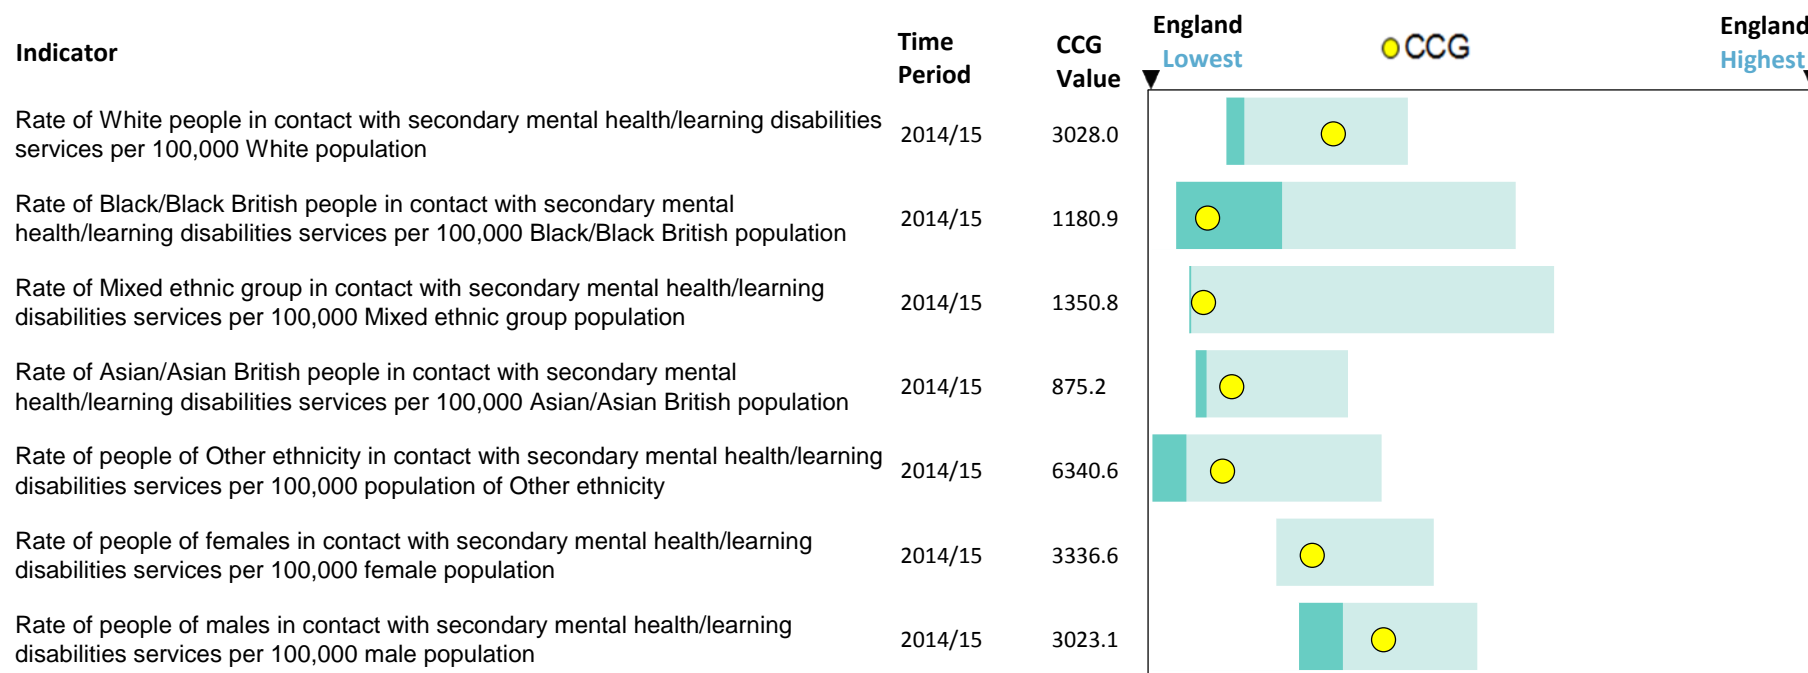 Indicator
Time
Period
CCG
Value
England
Lowest
CCG
England
Highest
Rate of White people in contact with secondary mental health/learning disabilities
services per 100,000 White population
2014/15
3028.0
Rate of Black/Black British people in contact with secondary mental
health/learning disabilities services per 100,000 Black/Black British population
2014/15
1180.9
Rate of Mixed ethnic group in contact with secondary mental health/learning
disabilities services per 100,000 Mixed ethnic group population
2014/15
1350.8
Rate of Asian/Asian British people in contact with secondary mental
health/learning disabilities services per 100,000 Asian/Asian British population
2014/15
875.2
Rate of people of Other ethnicity in contact with secondary mental health/learning
disabilities services per 100,000 population of Other ethnicity
2014/15
6340.6
Rate of people of females in contact with secondary mental health/learning
disabilities services per 100,000 female population
2014/15
3336.6
Rate of people of males in contact with secondary mental health/learning
disabilities services per 100,000 male population
2014/15
3023.1